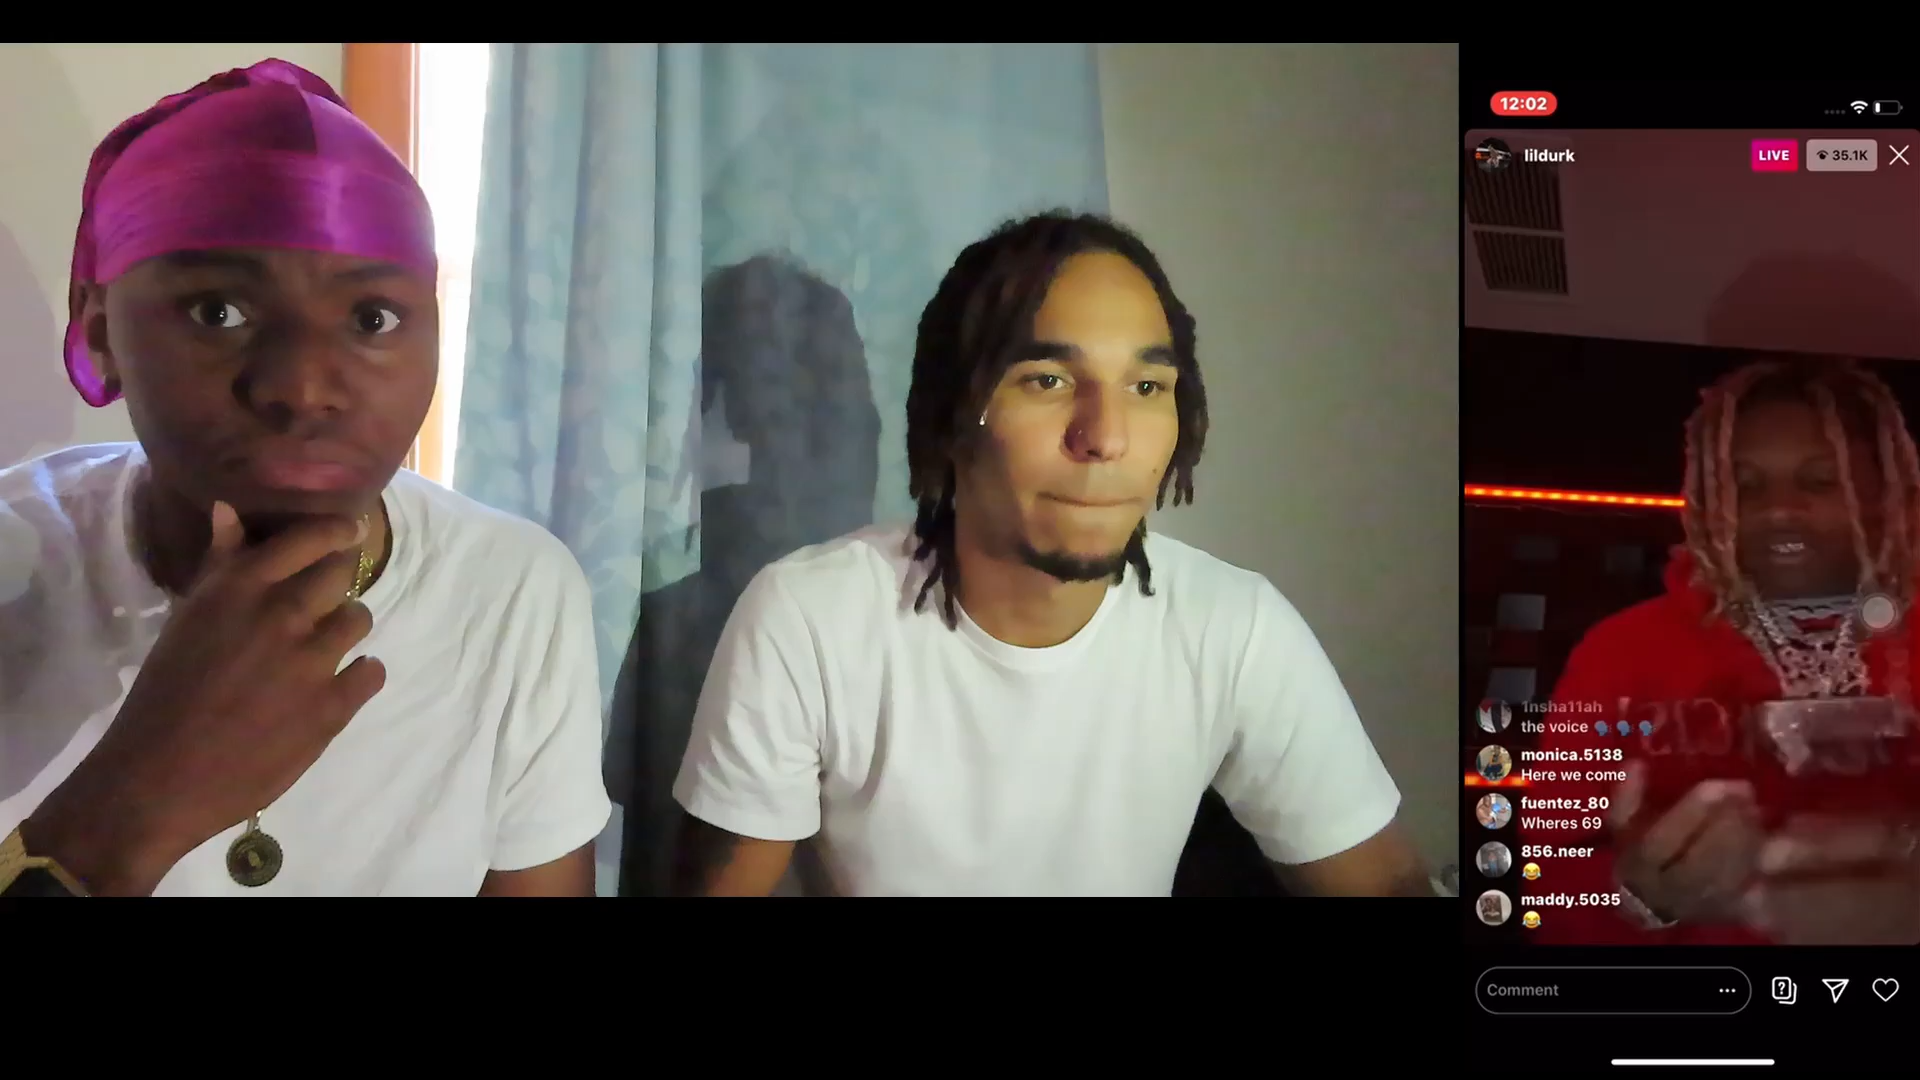 12:02
lildurk
LIVE
35.1K
1nsha11ah
the voice 🗣️ 🗣️ 🗣️
monica.5138
Here we come
fuentez_80
Wheres 69
856.neer
😂
maddy.5035
😂
Comment